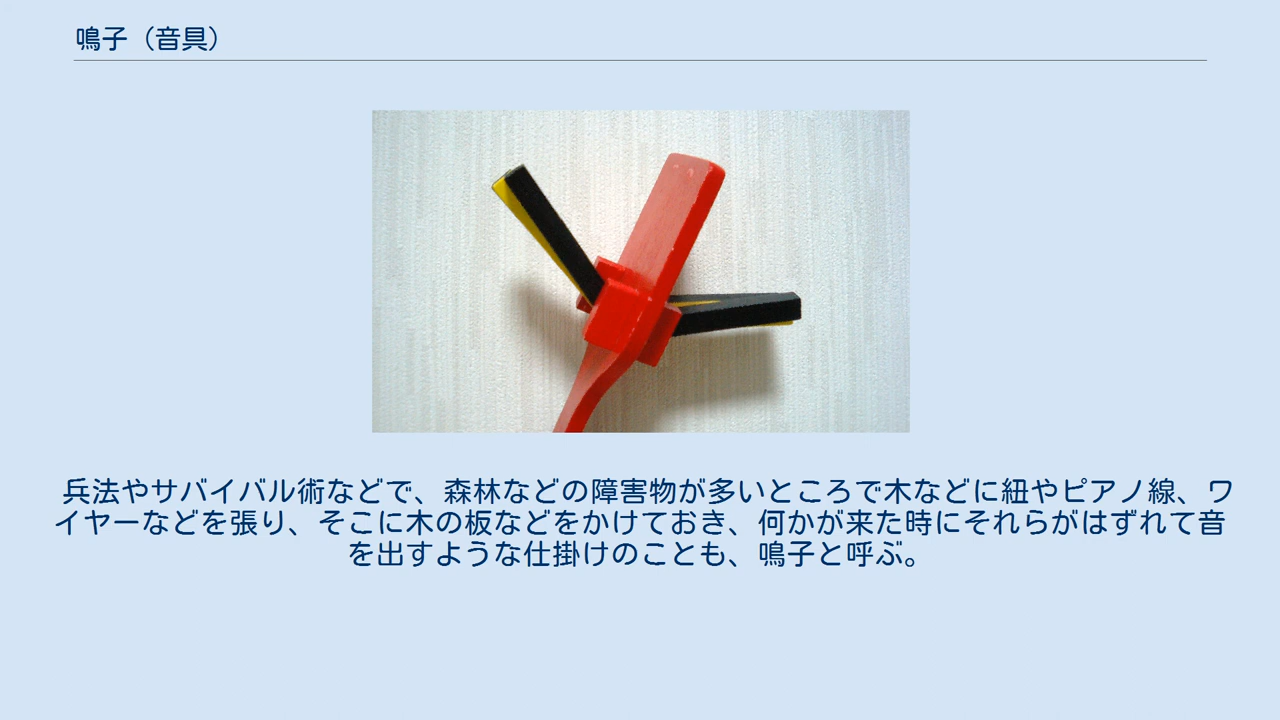 鳴子（音具）
兵法やサバイバル術などで、森林などの障害物が多いところで木などに紐やピアノ線、ワ
イヤーなどを張り、そこに木の板などをかけておき、何かが来た時にそれらがはずれて音
を出すような仕掛けのことも、鳴子と呼ぶ。